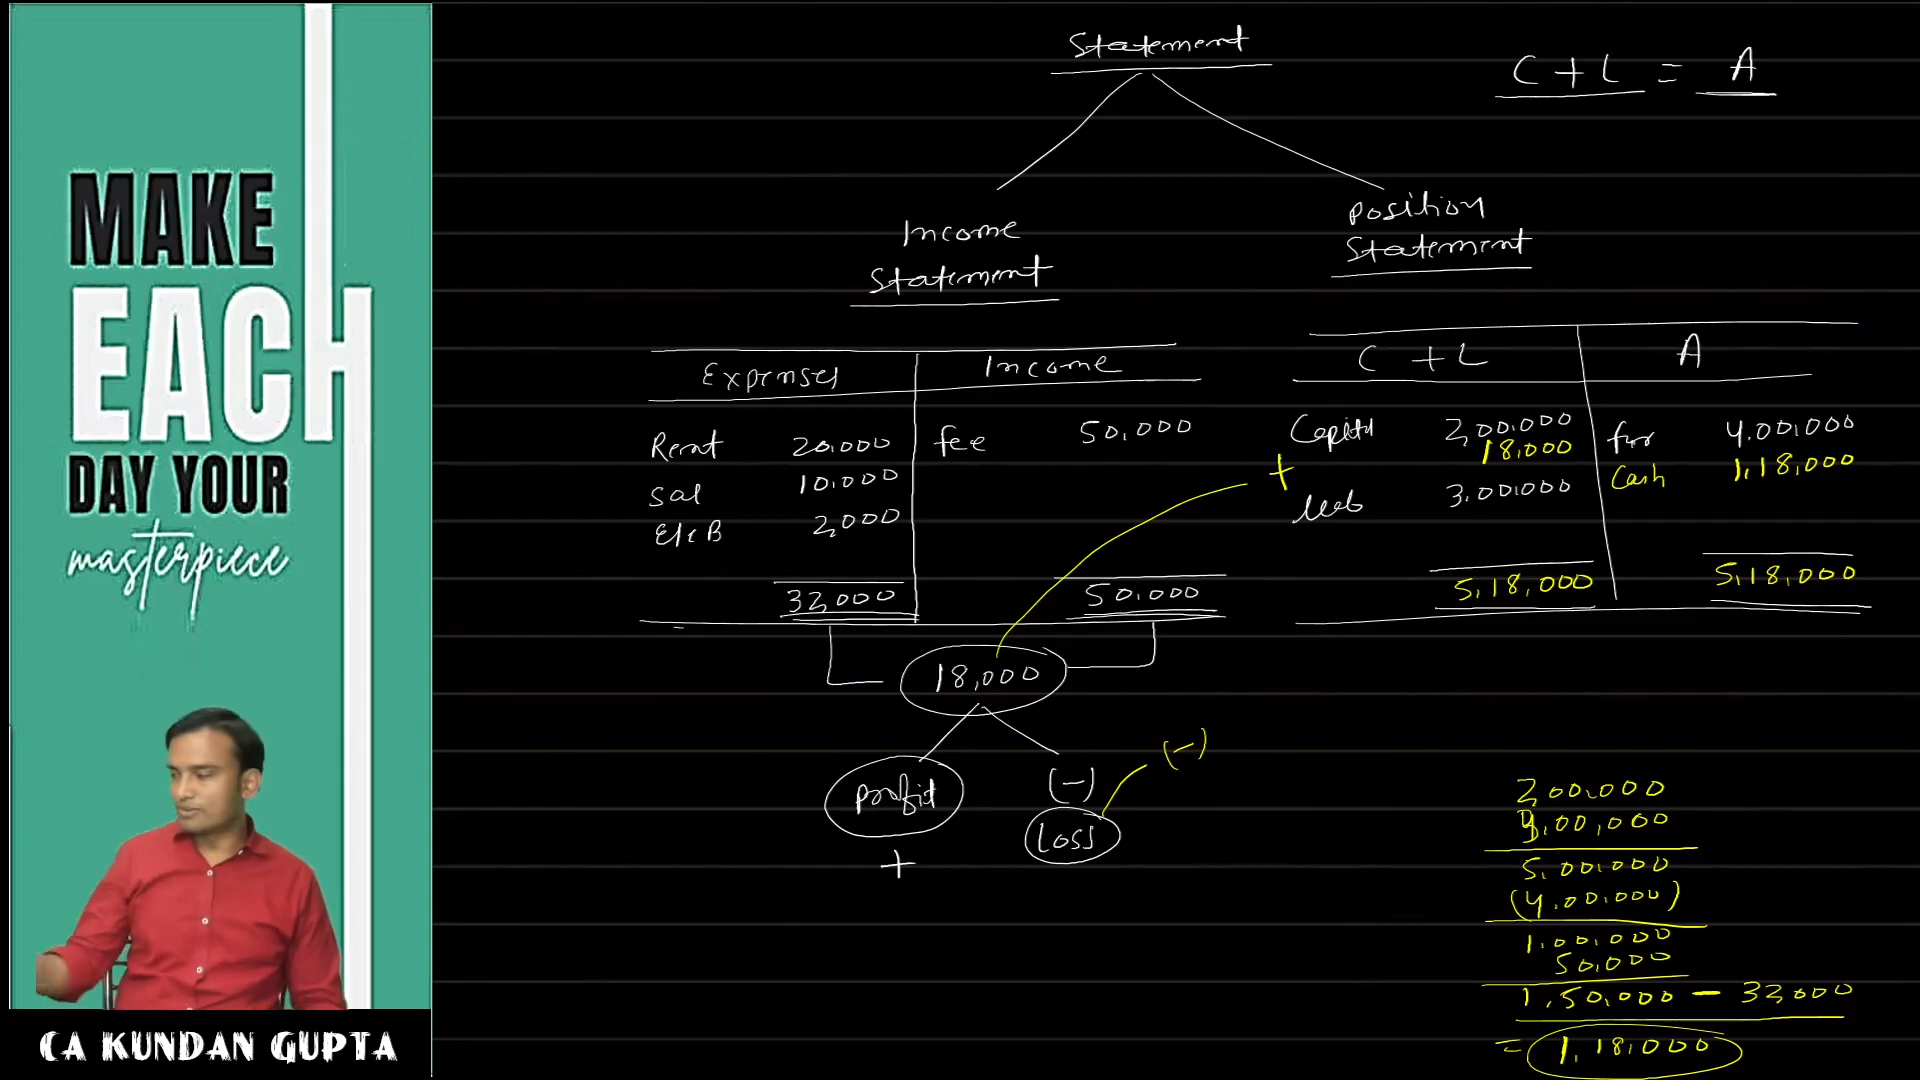 MAKE
EACH
DAY YOUR
masterpiece
CA KUNDAN GUPTA
Statement
C + L = A
Income
Statement
Position
Statement
Expenses Income
Rent 20,000 fee 50,000
Sal 10,000
2,000
32,000 50,000
18,000
Profit
+
(-)
Loss
(-)
C + L A
Capital 2,00,000 fur 4,00,000
+ 18,000 Cash 1,18,000
3,00,000
5,18,000 5,18,000
2,00,000
3,00,000
5,00,000
(4,00,000)
1,00,000
50,000
1,50,000 - 32,000
= 1,18,000